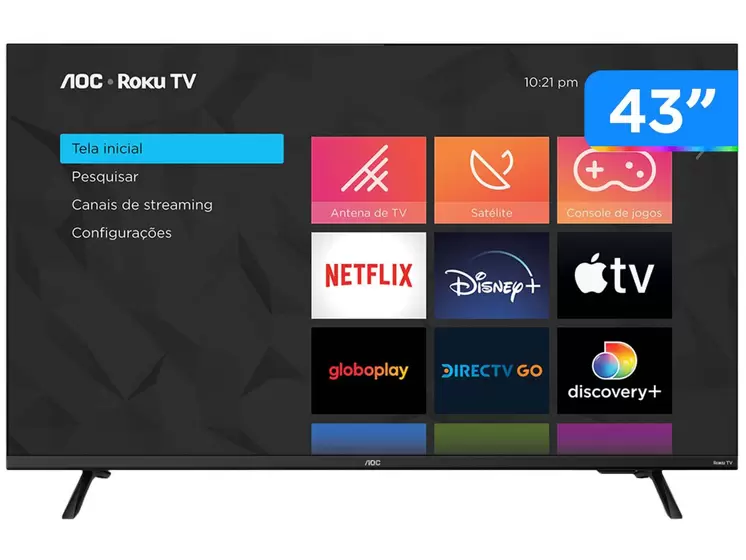 AOC • Roku TV
10:21 pm
43”
Tela inicial
Pesquisar
Canais de streaming
Configurações
Antena de TV
Satélite
Console de jogos
NETFLIX
Disney+
tv
globoplay
DIRECTV GO
discovery+
AOC
Roku TV